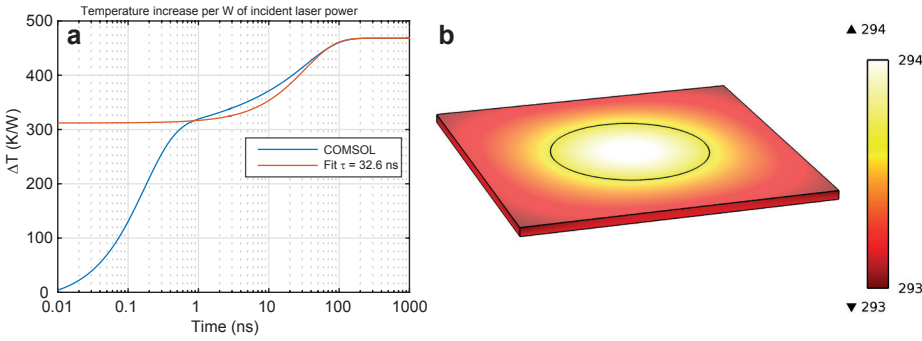 Temperature increase per W of incident laser power
a
ΔT (K/W)
500
400
300
200
100
0
COMSOL
Fit τ = 32.6 ns
0.01 0.1 1 10 100 1000
Time (ns)
b
▲ 294
294
293
▼ 293